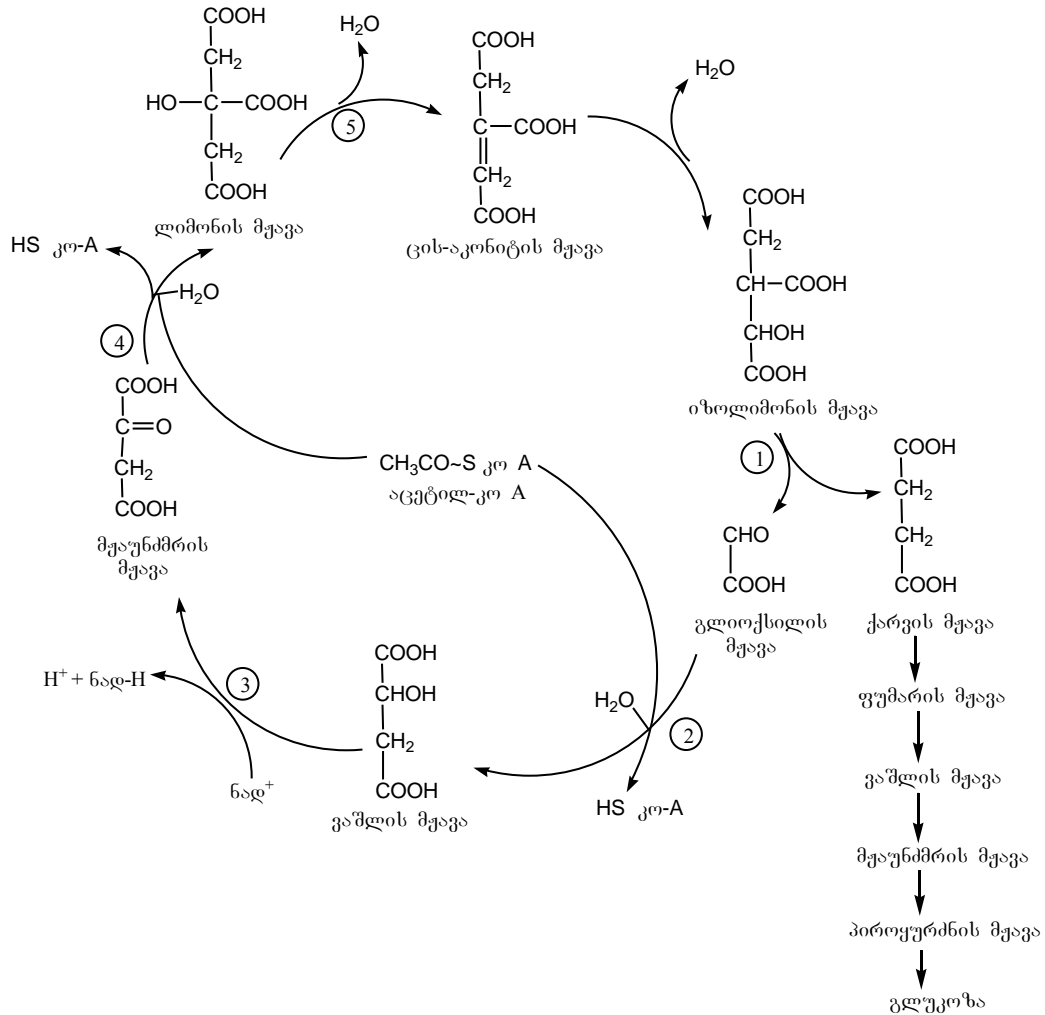 COOH
CH₂
HO–C–COOH
CH₂
COOH
ლიმონის მჟავა
H₂O
5
COOH
CH₂
C–COOH
CH₂
COOH
ცის-აკონიტის მჟავა
H₂O
COOH
CH₂
CH–COOH
CHOH
COOH
იზოლიმონის მჟავა
HS კო-A
H₂O
4
COOH
C=O
CH₂
COOH
მჟაუნძმრის
მჟავა
CH₃CO~S კო A
აცეტილ-კო A
1
CHO
COOH
გლიოქსილის
მჟავა
COOH
CH₂
CH₂
COOH
ქარვის მჟავა
H⁺ + ნად-H
3
ნად⁺
COOH
CHOH
CH₂
COOH
ვაშლის მჟავა
H₂O
2
HS კო-A
ფუმარის მჟავა
ვაშლის მჟავა
მჟაუნძმრის მჟავა
პიროყურძნის მჟავა
გლუკოზა